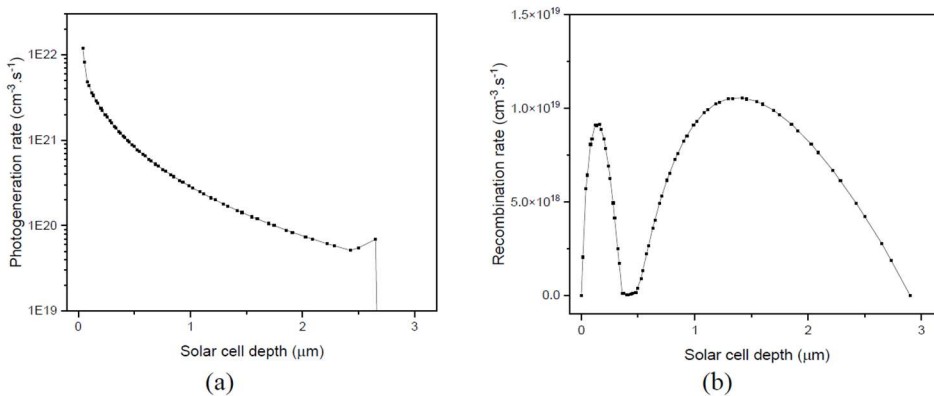 1E22
1E21
1E20
1E19
Photogeneration rate (cm⁻³.s⁻¹)
0
1
2
3
Solar cell depth (μm)
(a)
1.5×10¹⁹
1.0×10¹⁹
5.0×10¹⁸
0.0
Recombination rate (cm⁻³.s⁻¹)
0
1
2
3
Solar cell depth (μm)
(b)